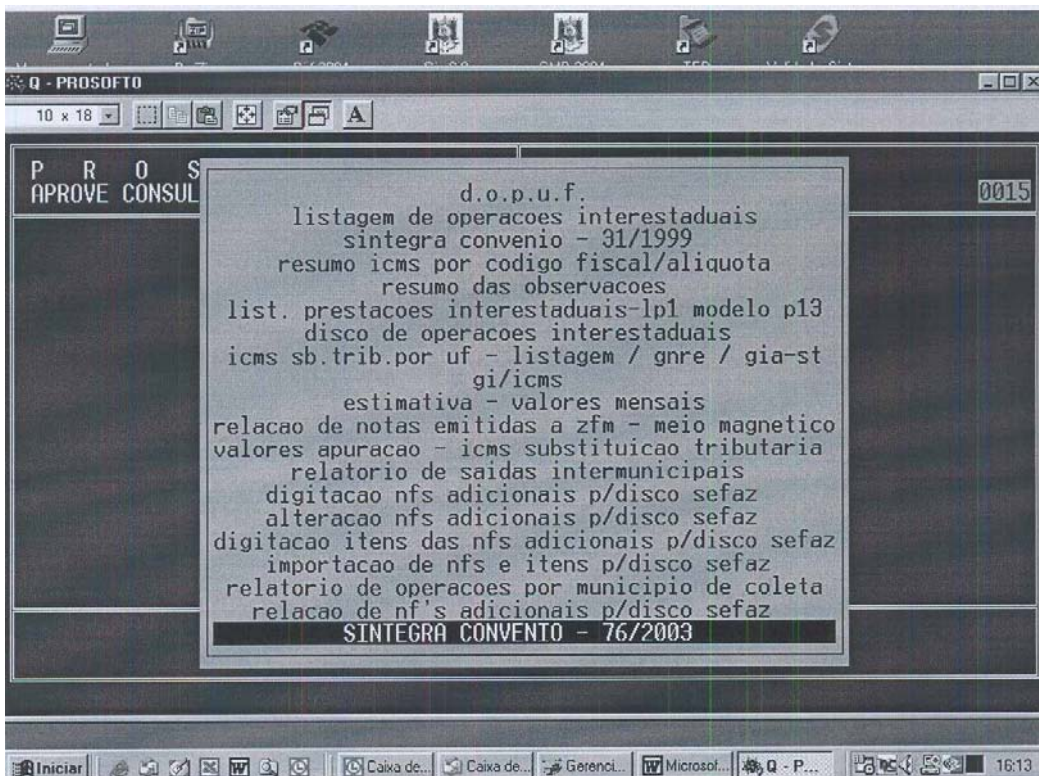 Q - PROSOFTO
10 x 18
A
P R O S
APROVE CONSUL
0015
d.o.p.u.f.
listagem de operacoes interestaduais
sintegra convenio - 31/1999
resumo icms por codigo fiscal/aliquota
resumo das observacoes
list. prestacoes interestaduais-lp1 modelo p13
disco de operacoes interestaduais
icms sb.trib.por uf - listagem / gnre / gia-st
gi/icms
estimativa - valores mensais
relacao de notas emitidas a zfm - meio magnetico
valores apuracao - icms substituicao tributaria
relatorio de saidas intermunicipais
digitacao nfs adicionais p/disco sefaz
alteracao nfs adicionais p/disco sefaz
digitacao itens das nfs adicionais p/disco sefaz
importacao de nfs e itens p/disco sefaz
relatorio de operacoes por municipio de coleta
relacao de nf's adicionais p/disco sefaz
SINTEGRA CONVENTO - 76/2003
Iniciar
Caixa de...
Caixa de...
Gerenci...
Microsof...
Q - P...
16:13